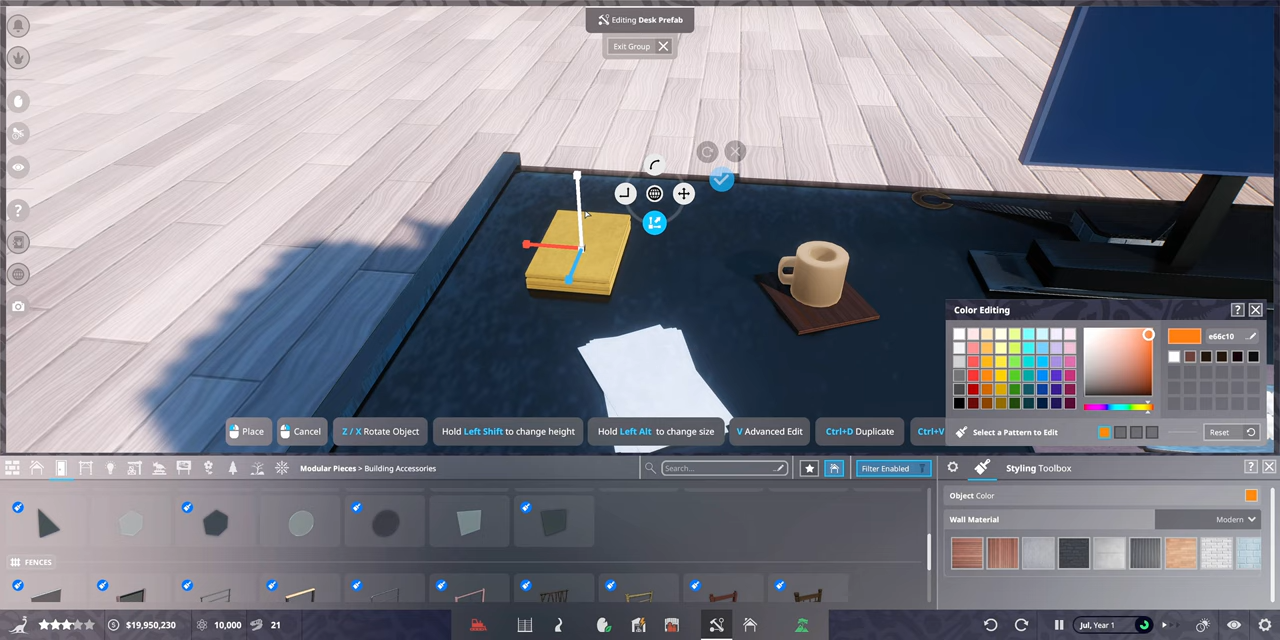 Editing Desk Prefab
Exit Group
Color Editing
?
e66c10
Place
Cancel
Z / X Rotate Object
Hold Left Shift to change height
Hold Left Alt to change size
V Advanced Edit
Ctrl+D Duplicate
Ctrl+V
Select a Pattern to Edit
Reset
Modular Pieces > Building Accessories
Search...
Filter Enabled
Styling Toolbox
?
Object Color
Wall Material
Modern
FENCES
$19,950,230
10,000
21
Jul, Year 1